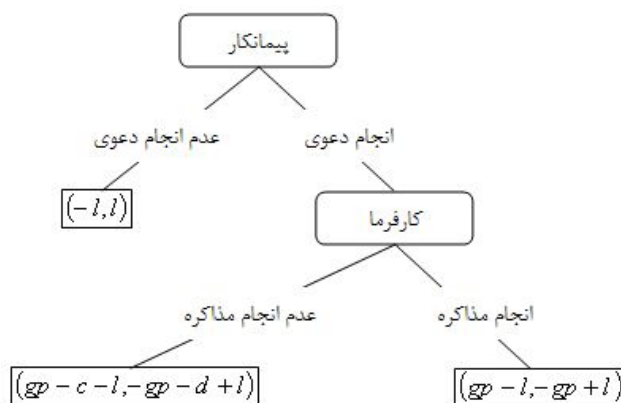 پیمانکار
انجام دعوی
عدم انجام دعوی
(-l,l)
کارفرما
انجام مذاکره
عدم انجام مذاکره
(gp-l,-gp+l)
(gp-c-l,-gp-d+l)